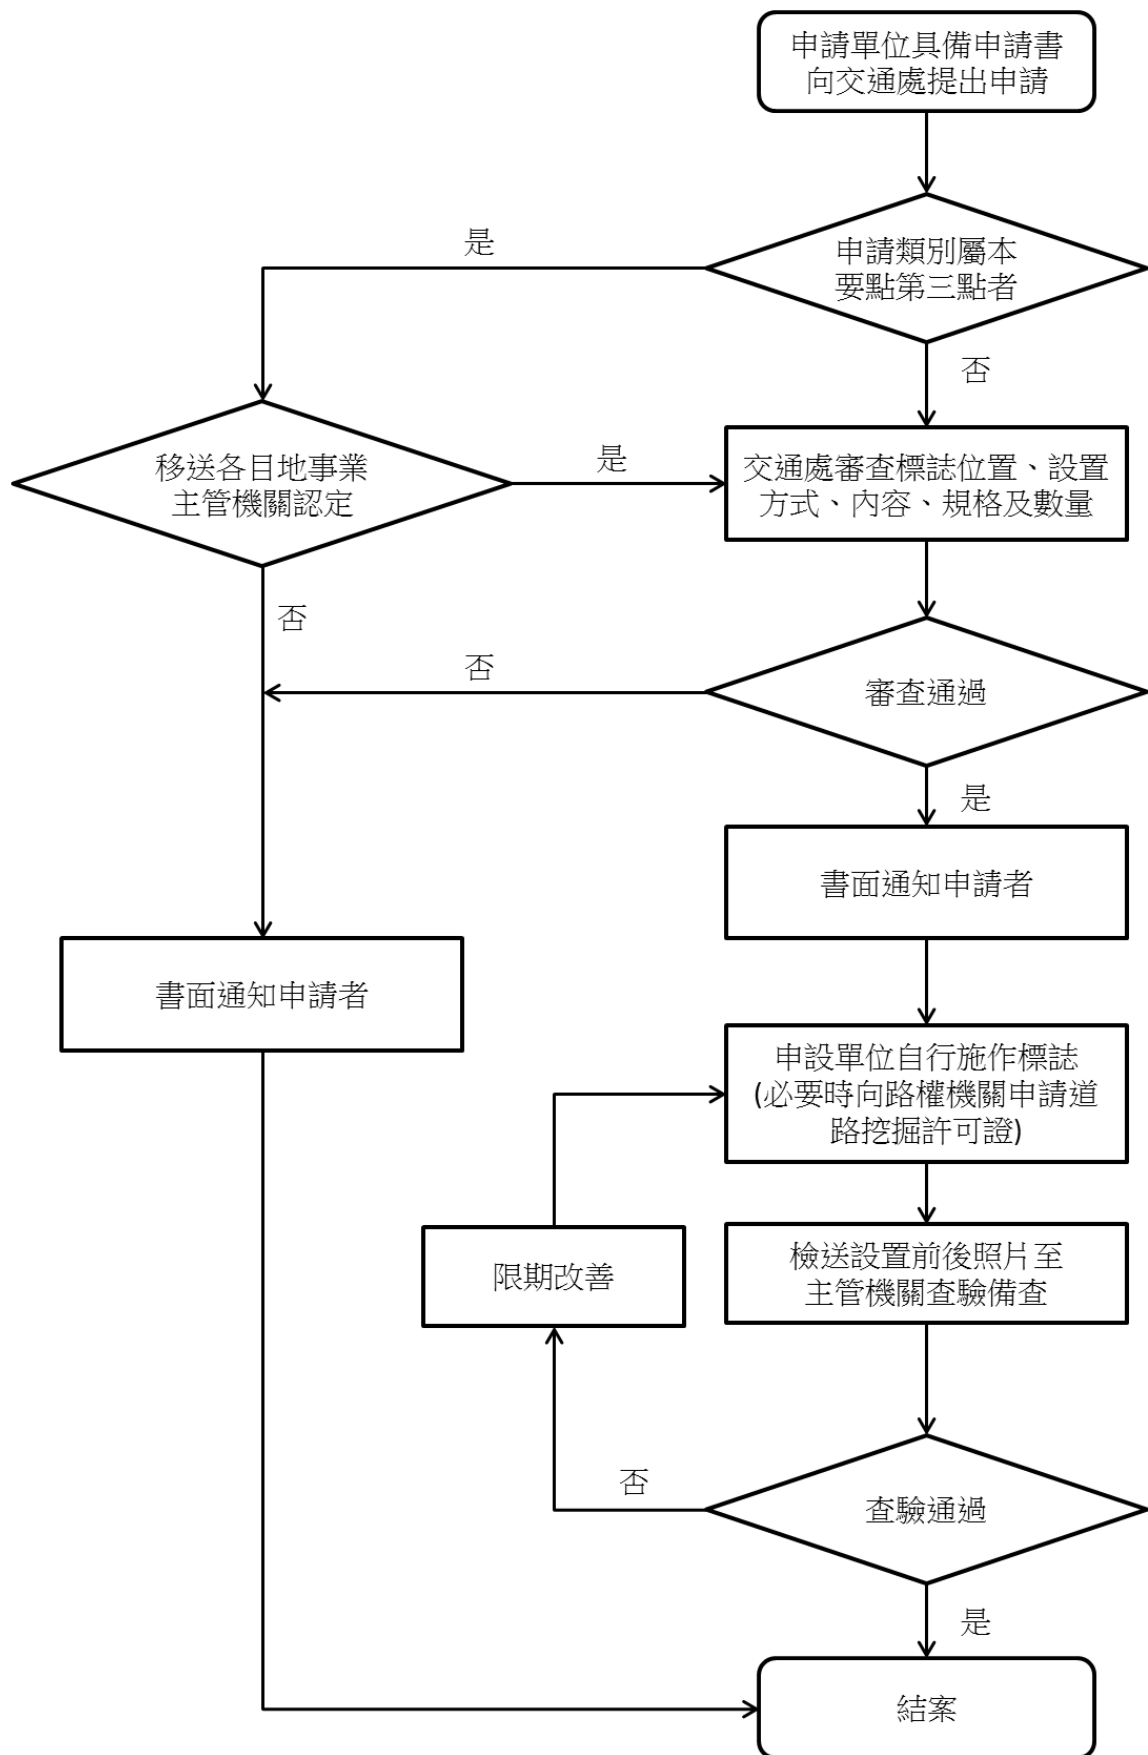 申請單位具備申請書
向交通處提出申請
是
申請類別屬本
要點第三點者
否
移送各目地事業
主管機關認定
是
交通處審查標誌位置、設置
方式、內容、規格及數量
否
否
審查通過
是
書面通知申請者
書面通知申請者
申設單位自行施作標誌
(必要時向路權機關申請道
路挖掘許可證)
限期改善
檢送設置前後照片至
主管機關查驗備查
否
查驗通過
是
結案